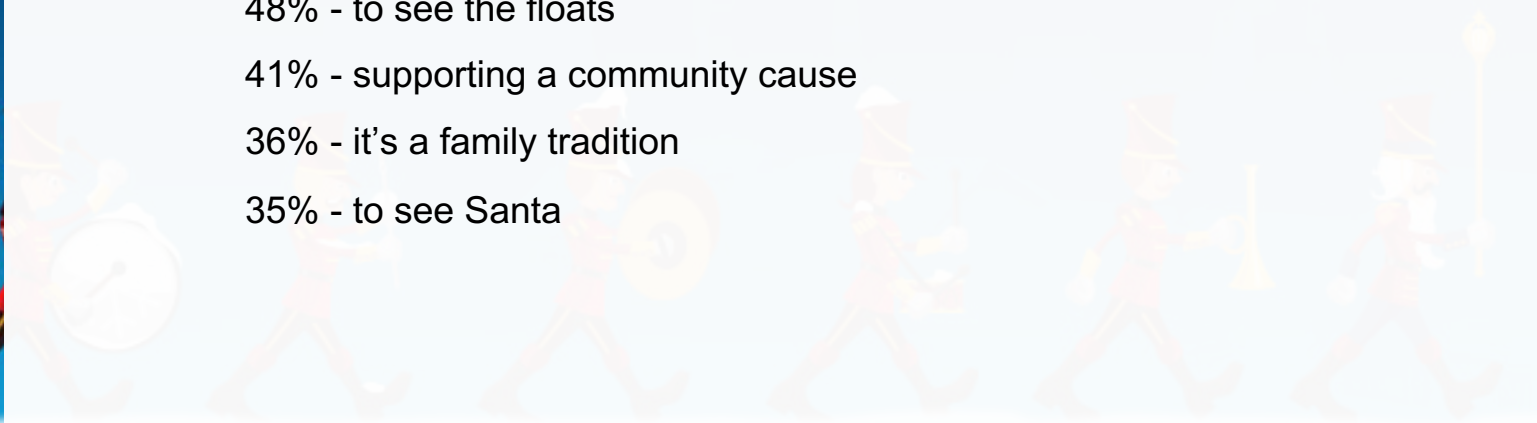 48% - to see the floats
41% - supporting a community cause
36% - it’s a family tradition
35% - to see Santa